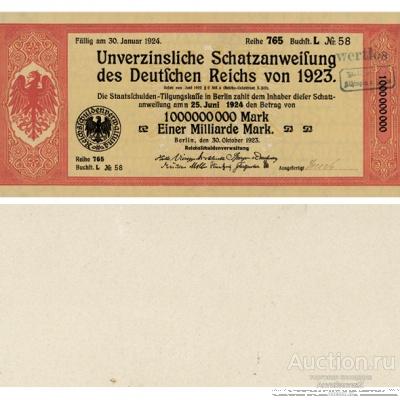 Fällig am 30. Januar 1924. Reihe 765 Buchst. L № 58
wertlos
Unverzinsliche Schatzanweisung
des Deutschen Reichs von 1923.
Die Staatsschulden-Tilgungskasse in Berlin zahlt dem Inhaber dieser Schatz-
anweisung am 25. Juni 1924 den Betrag von
1000000000 Mark
Einer Milliarde Mark.
Berlin, den 30. Oktober 1923.
Reichsschuldenverwaltung
Reihe 765
Buchst. L № 58
Ausgefertigt
1000000000
Reichsschuldenverwaltung
Auction.ru